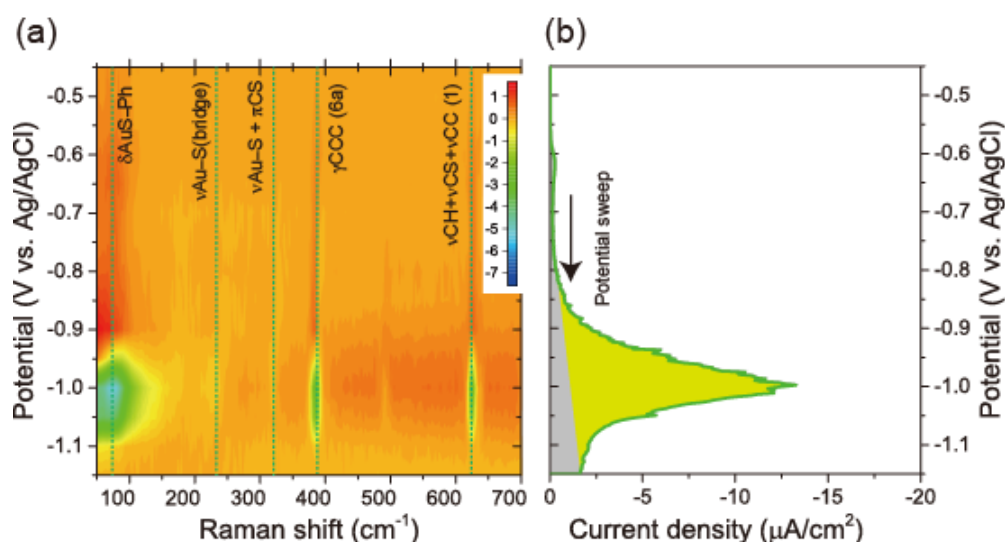 (a)
(b)
Potential (V vs. Ag/AgCl)
-0.5
-0.6
-0.7
-0.8
-0.9
-1.0
-1.1
δAuS–Ph
νAu–S(bridge)
νAu–S + πCS
γCCC (6a)
νCH+νCS+νCC (1)
1
0
-1
-2
-3
-4
-5
-6
-7
100 200 300 400 500 600 700
Raman shift (cm⁻¹)
Potential sweep
0 -5 -10 -15 -20
Current density (μA/cm²)
-0.5
-0.6
-0.7
-0.8
-0.9
-1.0
-1.1
Potential (V vs. Ag/AgCl)